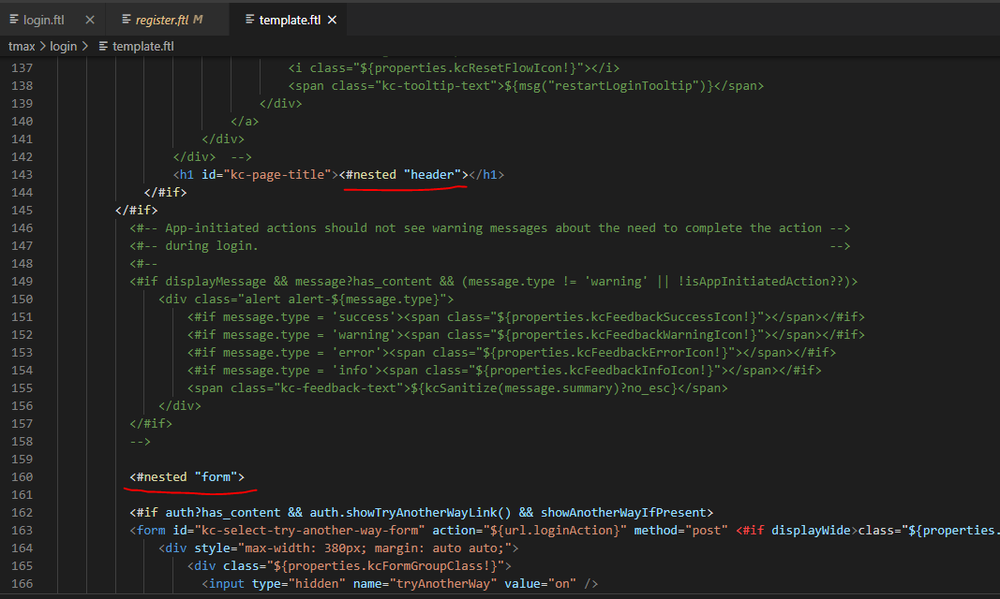 login.ftl register.ftl M template.ftl
tmax > login > template.ftl
137 <i class="${properties.kcResetFlowIcon!}"></i>
138 <span class="kc-tooltip-text">${msg("restartLoginTooltip")}</span>
139 </div>
140 </a>
141 </div>
142 </div> -->
143 <h1 id="kc-page-title"><#nested "header"></h1>
144 </#if>
145 </#if>
146 <#-- App-initiated actions should not see warning messages about the need to complete the action -->
147 <#-- during login. -->
148 <#--
149 <#if displayMessage && message?has_content && (message.type != 'warning' || !isAppInitiatedAction??)>
150 <div class="alert alert-${message.type}">
151 <#if message.type = 'success'><span class="${properties.kcFeedbackSuccessIcon!}"></span></#if>
152 <#if message.type = 'warning'><span class="${properties.kcFeedbackWarningIcon!}"></span></#if>
153 <#if message.type = 'error'><span class="${properties.kcFeedbackErrorIcon!}"></span></#if>
154 <#if message.type = 'info'><span class="${properties.kcFeedbackInfoIcon!}"></span></#if>
155 <span class="kc-feedback-text">${kcSanitize(message.summary)?no_esc}</span>
156 </div>
157 </#if>
158 -->
159
160 <#nested "form">
161
162 <#if auth?has_content && auth.showTryAnotherWayLink() && showAnotherWayIfPresent>
163 <form id="kc-select-try-another-way-form" action="${url.loginAction}" method="post" <#if displayWide>class="${properties.
164 <div style="max-width: 380px; margin: auto auto;">
165 <div class="${properties.kcFormGroupClass!}">
166 <input type="hidden" name="tryAnotherWay" value="on" />